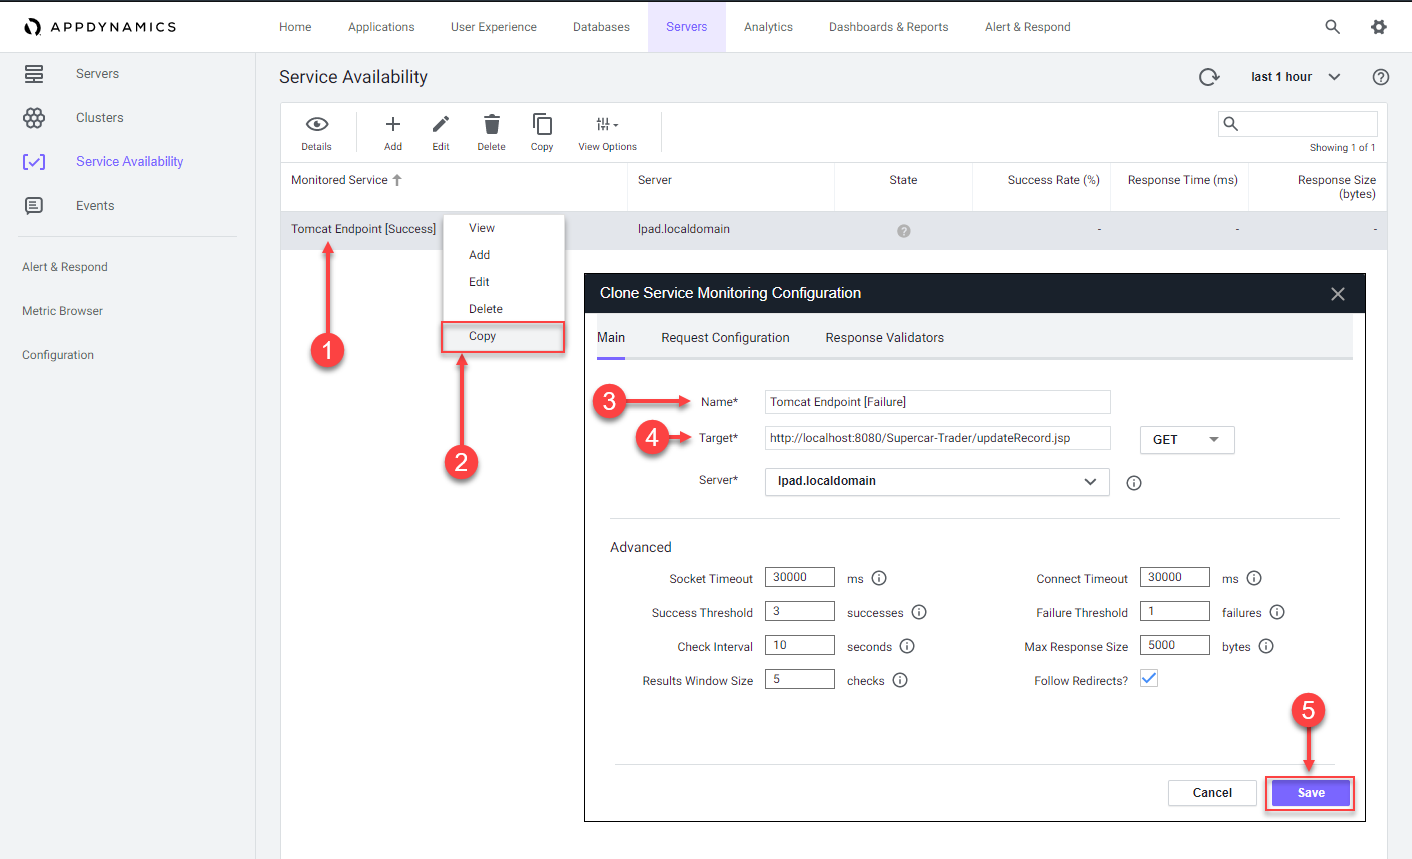 APPDYNAMICS
Home Applications User Experience Databases Servers Analytics Dashboards & Reports Alert & Respond
Servers
Clusters
Service Availability
Events
Alert & Respond
Metric Browser
Configuration
Service Availability
last 1 hour
?
Details Add Edit Delete Copy View Options
Showing 1 of 1
Monitored Service Server State Success Rate (%) Response Time (ms) Response Size
(bytes)
Tomcat Endpoint [Success] lpad.localdomain ? - - -
View
Add
Edit
Delete
Copy
1
2
Clone Service Monitoring Configuration
Main Request Configuration Response Validators
3 Name* Tomcat Endpoint [Failure]
4 Target* http://localhost:8080/Supercar-Trader/updateRecord.jsp GET
Server* lpad.localdomain
Advanced
Socket Timeout 30000 ms Connect Timeout 30000 ms
Success Threshold 3 successes Failure Threshold 1 failures
Check Interval 10 seconds Max Response Size 5000 bytes
Results Window Size 5 checks Follow Redirects?
5
Cancel Save